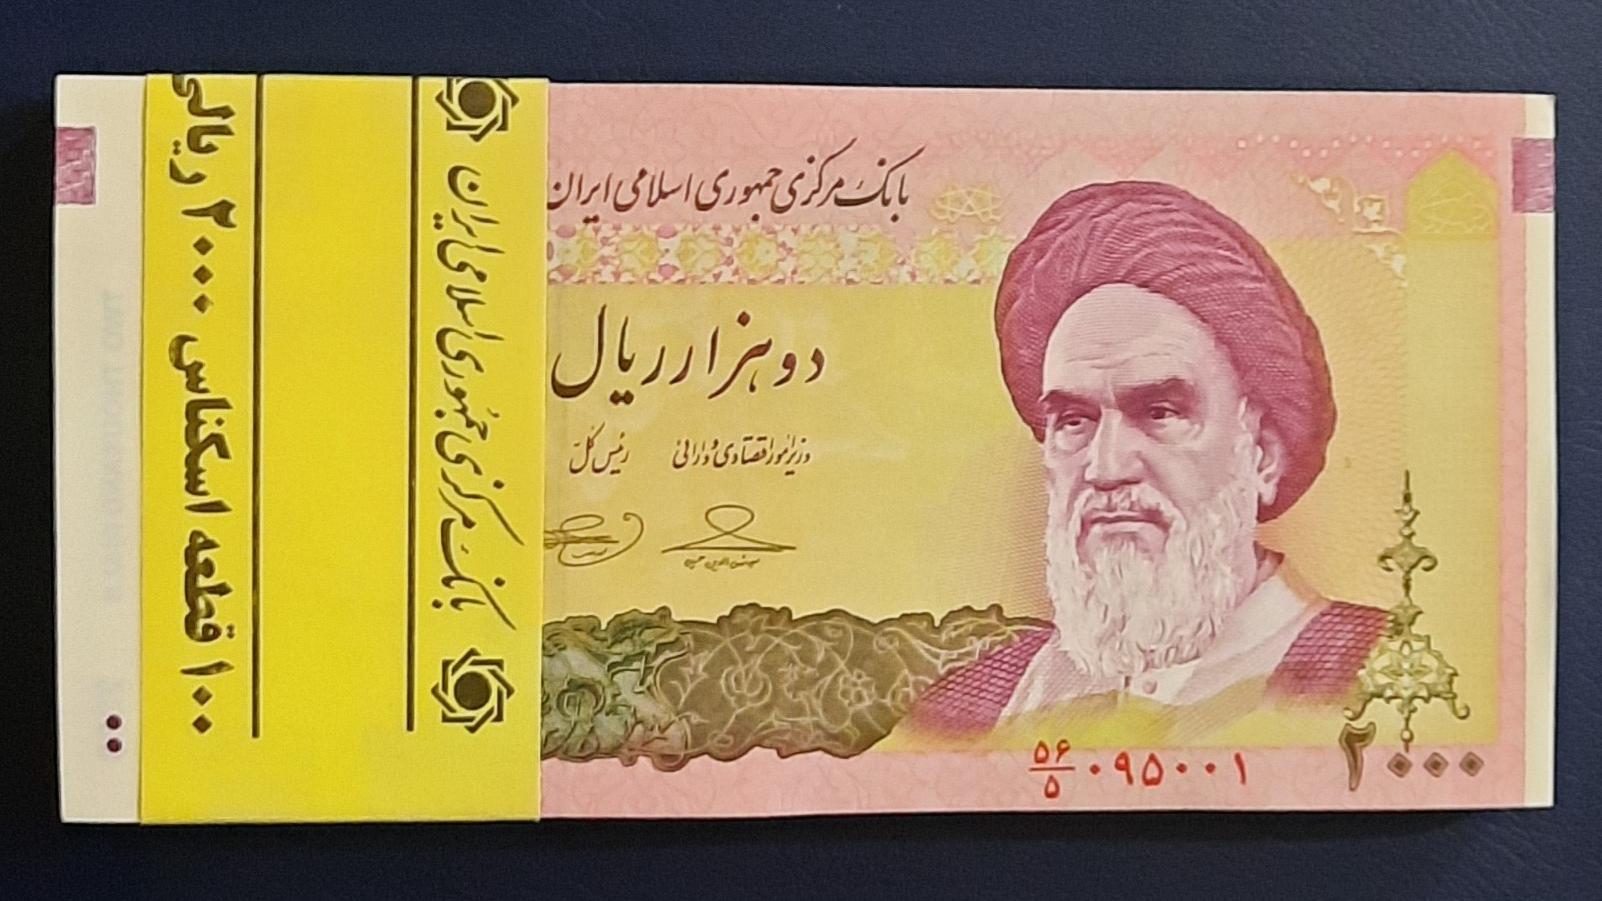 بانک مرکزی جمهوری اسلامی ایران
دو هزار ریال
وزیر امور اقتصادی و دارائی
رئیس کل
۵۶/۵ ۰۹۵۰۰۱
۲۰۰۰
بانک مرکزی جمهوری اسلامی ایران
۱۰۰ قطعه اسکناس ۲۰۰۰ ریالی